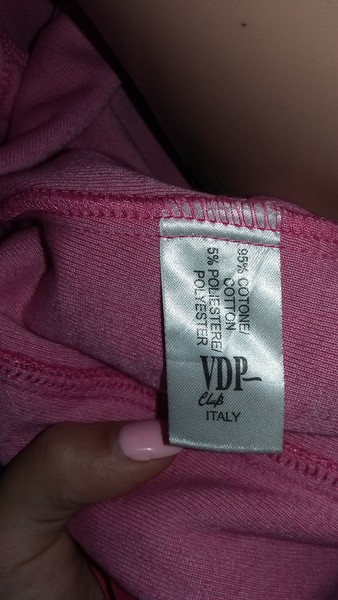 95% COTONE/
COTTON
5% POLIESTERE/
POLYESTER
VDP
Club
ITALY